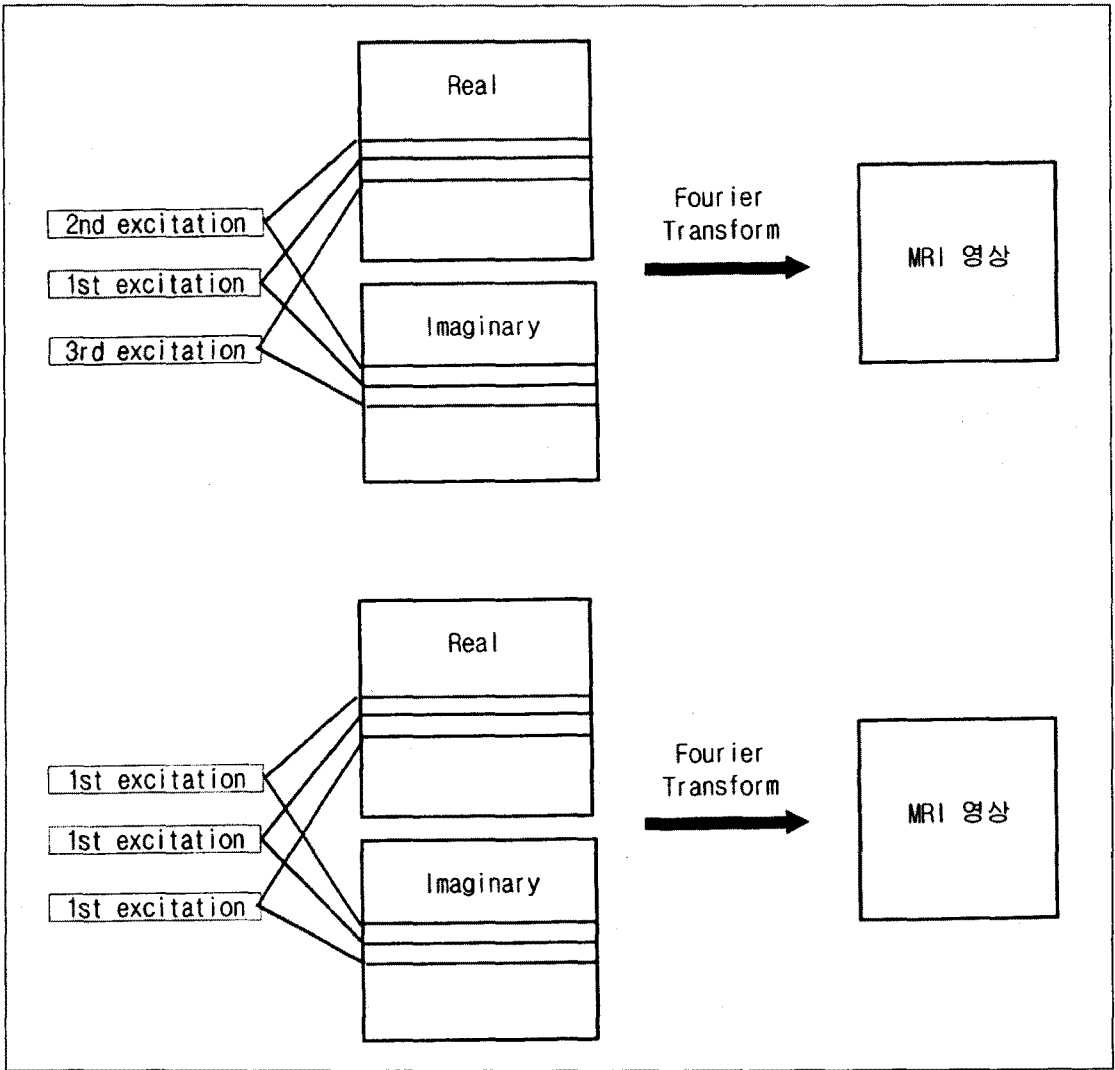 Real
2nd excitation
1st excitation
3rd excitation
Imaginary
Fourier
Transform
MRI 영상
Real
1st excitation
1st excitation
1st excitation
Imaginary
Fourier
Transform
MRI 영상